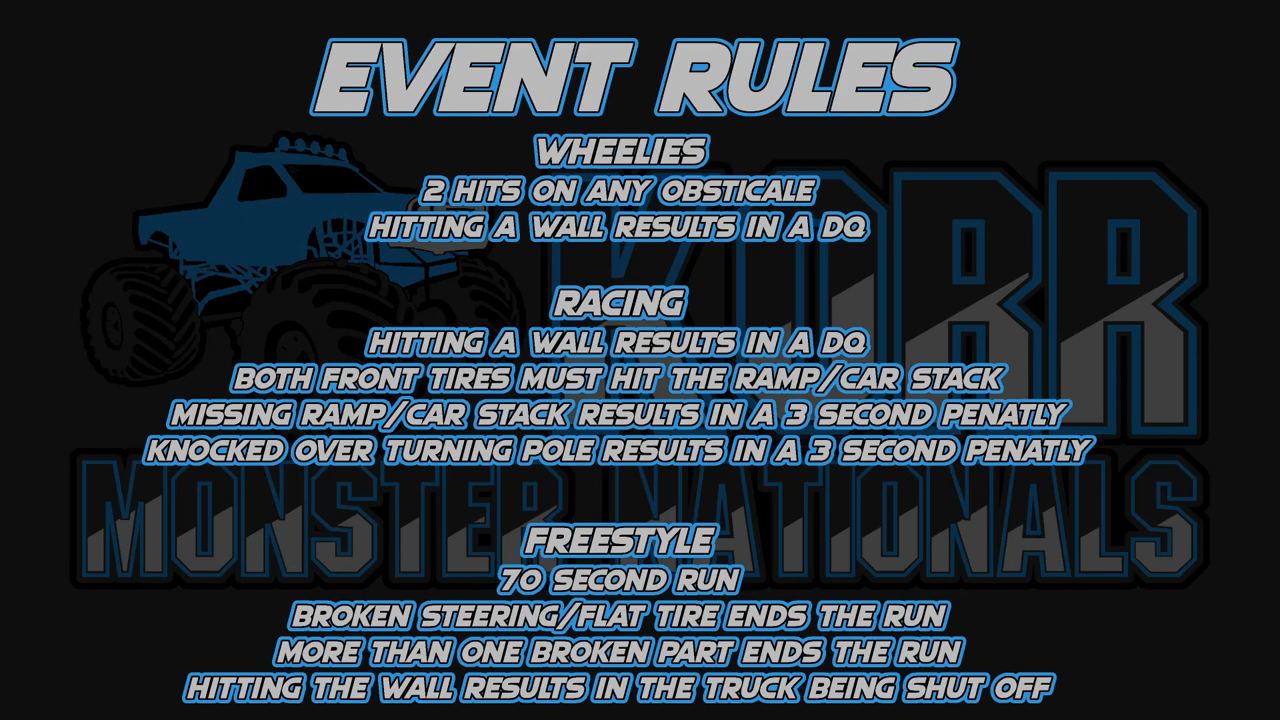 EVENT RULES
WHEELIES
2 HITS ON ANY OBSTICALE
HITTING A WALL RESULTS IN A DQ
RACING
HITTING A WALL RESULTS IN A DQ
BOTH FRONT TIRES MUST HIT THE RAMP/CAR STACK
MISSING RAMP/CAR STACK RESULTS IN A 3 SECOND PENATLY
KNOCKED OVER TURNING POLE RESULTS IN A 3 SECOND PENATLY
MONSTER NATIONALS
FREESTYLE
70 SECOND RUN
BROKEN STEERING/FLAT TIRE ENDS THE RUN
MORE THAN ONE BROKEN PART ENDS THE RUN
HITTING THE WALL RESULTS IN THE TRUCK BEING SHUT OFF